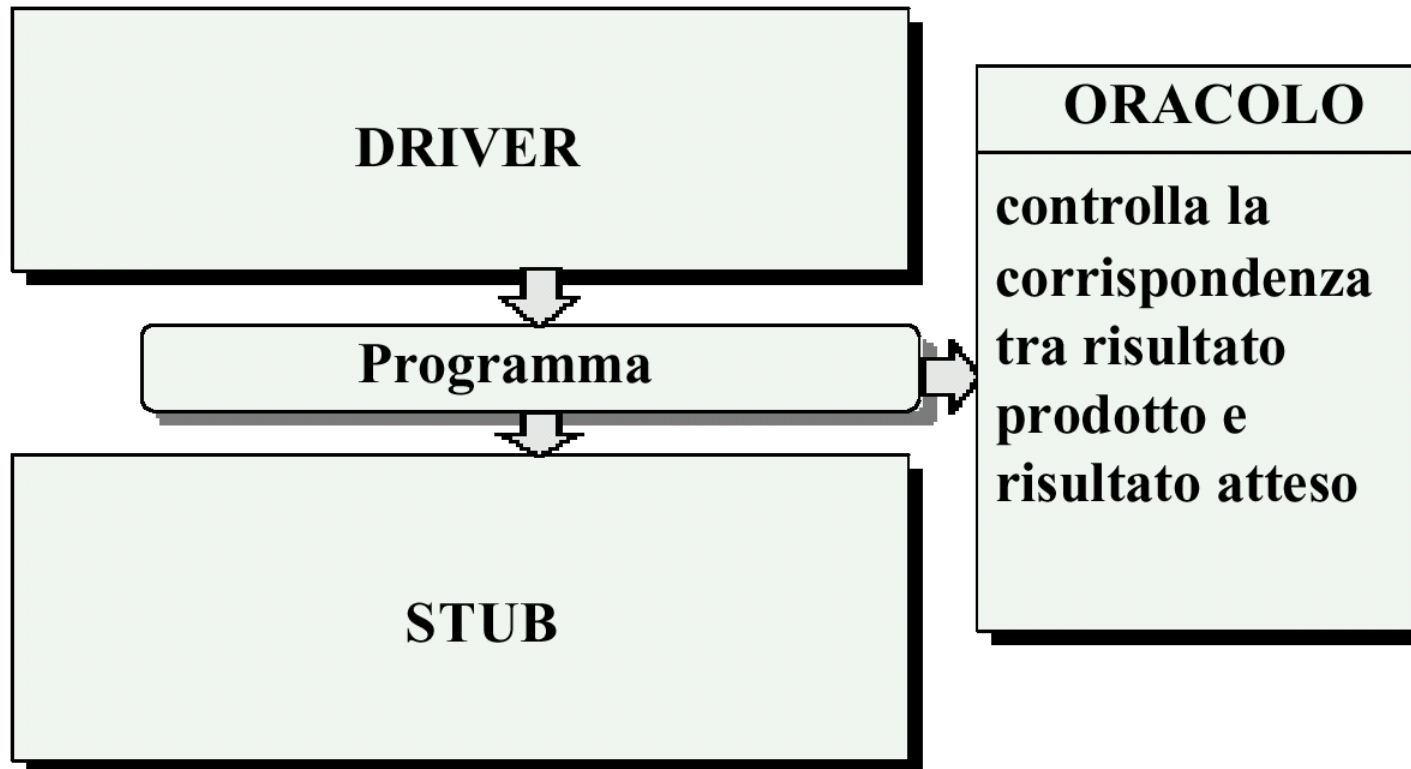 DRIVER
Programma
STUB
ORACOLO
controlla la
corrispondenza
tra risultato
prodotto e
risultato atteso